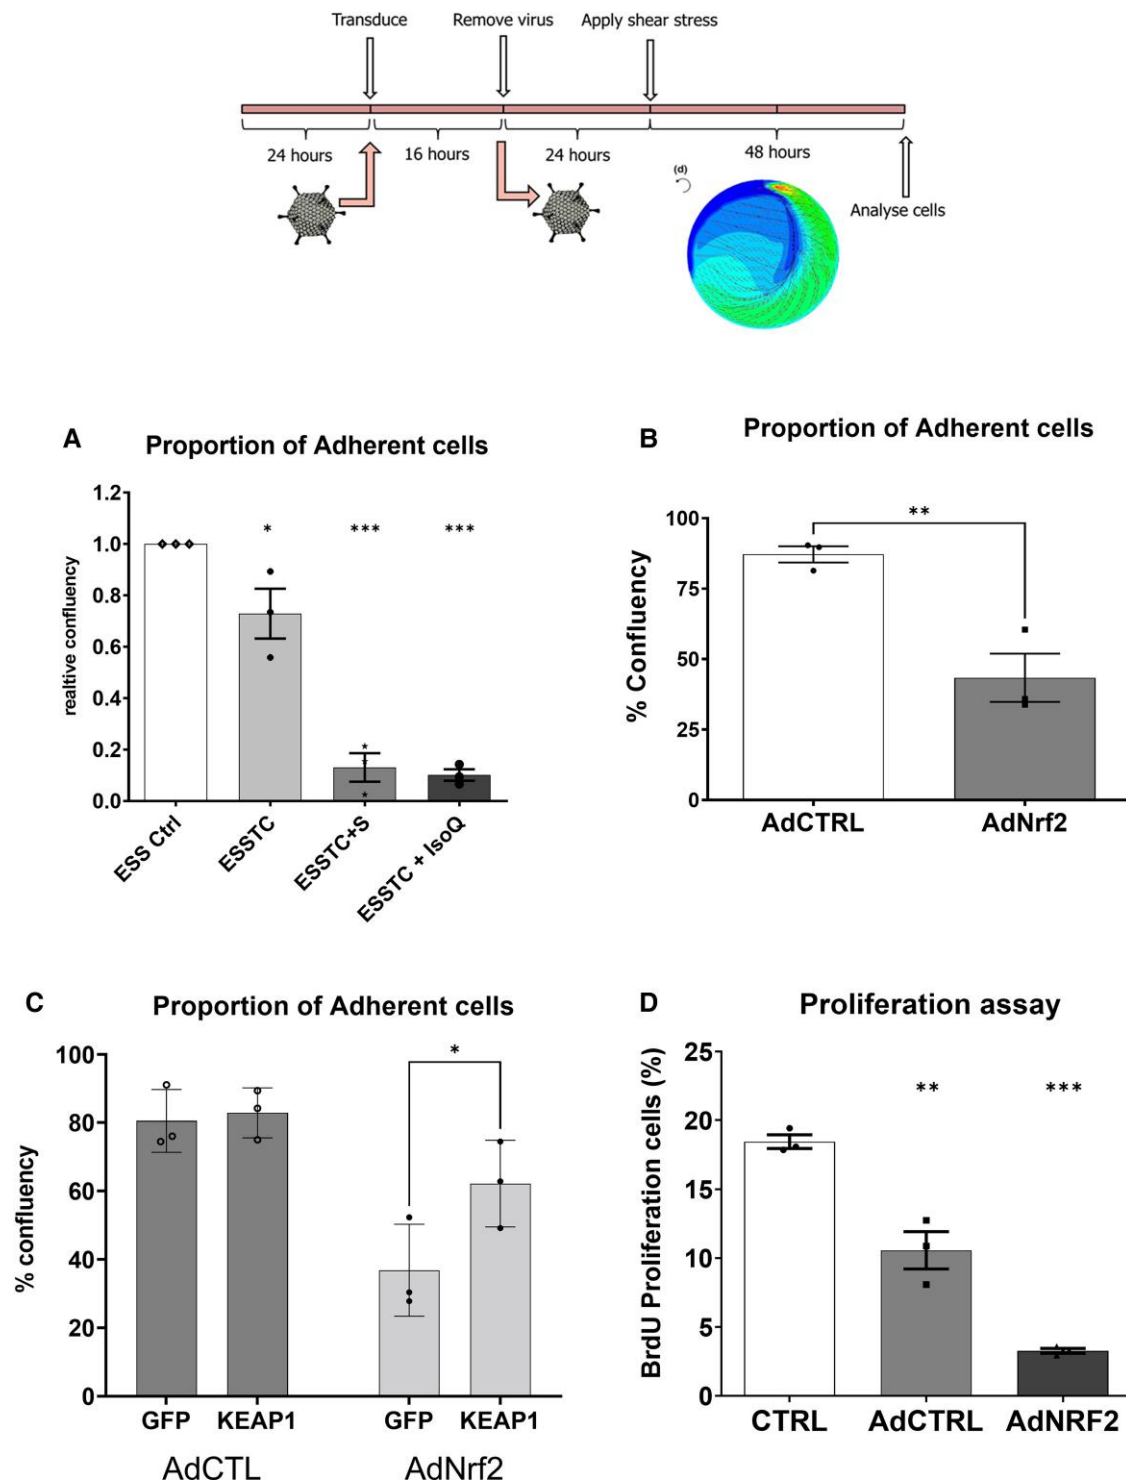 Transduce Remove virus Apply shear stress
24 hours 16 hours 24 hours 48 hours
(d)
Analyse cells
A
Proportion of Adherent cells
realtive confluency
1.2
1.0
0.8
0.6
0.4
0.2
0.0
* *** ***
ESS Ctrl ESSTC ESSTC+S ESSTC + IsoQ
B
Proportion of Adherent cells
% Confluency
100
75
50
25
0
**
AdCTRL AdNrf2
C
Proportion of Adherent cells
% confluency
100
80
60
40
20
0
*
GFP KEAP1 GFP KEAP1
AdCTL AdNrf2
D
Proliferation assay
BrdU Proliferation cells (%)
25
20
15
10
5
0
** ***
CTRL AdCTRL AdNRF2